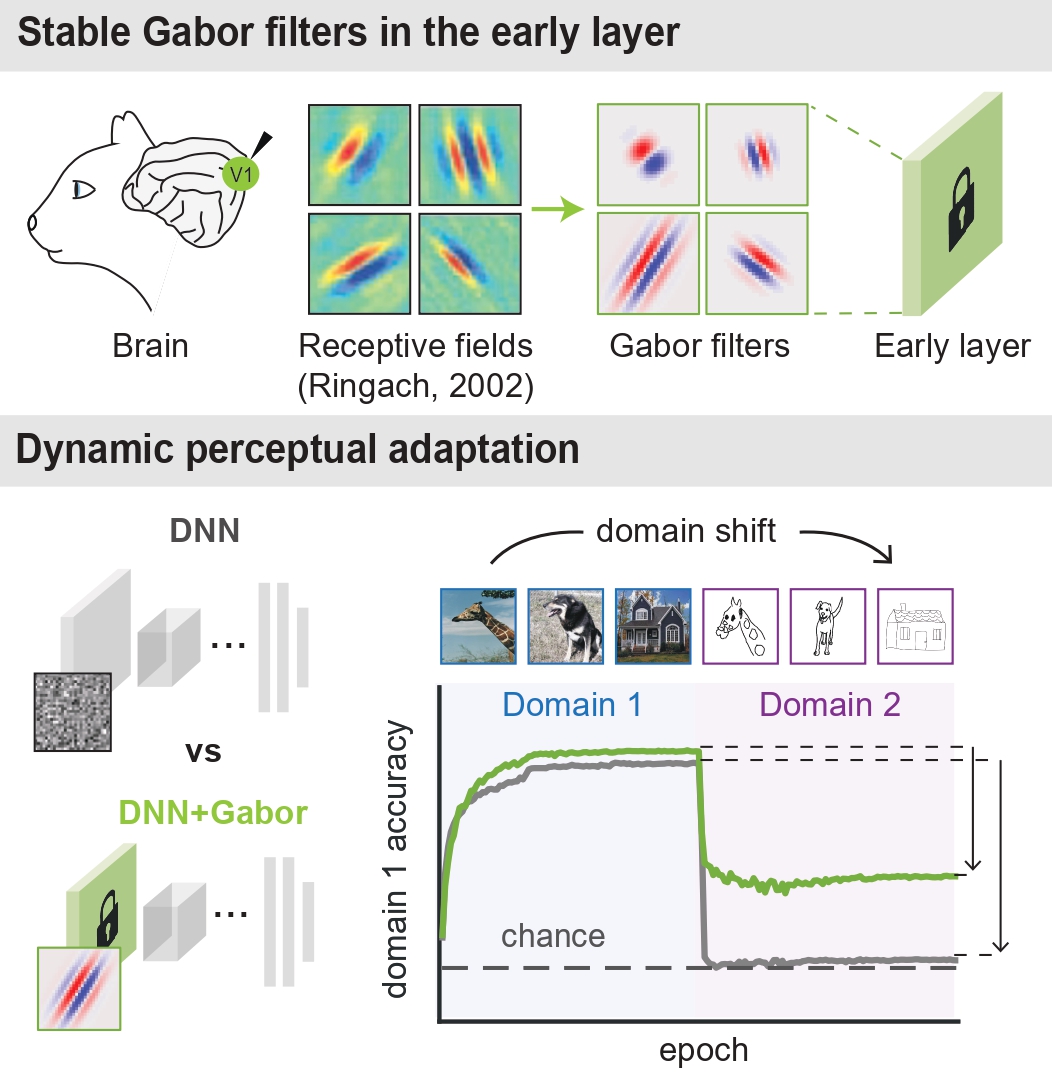 Stable Gabor filters in the early layer
V1
Brain
Receptive fields
(Ringach, 2002)
Gabor filters
Early layer
Dynamic perceptual adaptation
DNN
...
vs
DNN+Gabor
...
domain shift
Domain 1
Domain 2
domain 1 accuracy
chance
epoch